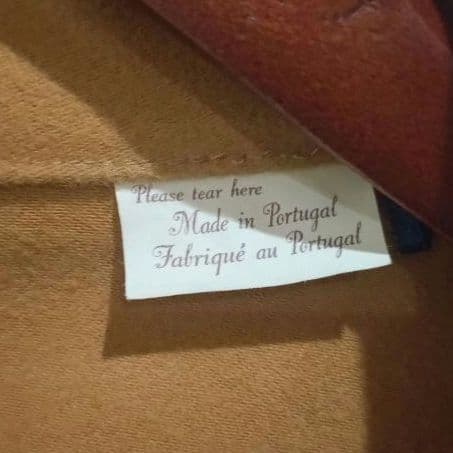 Please tear here
Made in Portugal
Fabriqué au Portugal